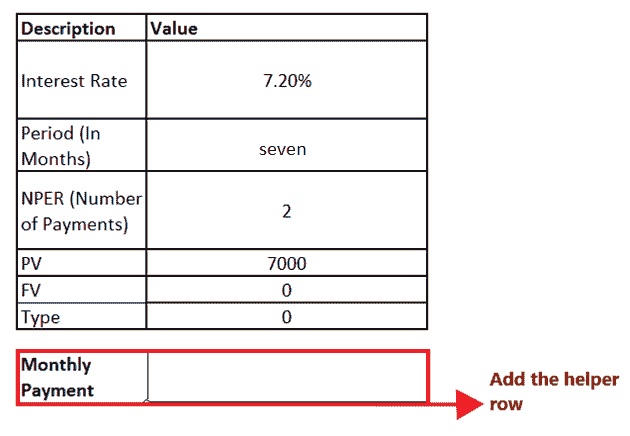 Description Value
Interest Rate 7.20%
Period (In
Months) seven
NPER (Number
of Payments) 2
PV 7000
FV 0
Type 0
Monthly
Payment
Add the helper
row